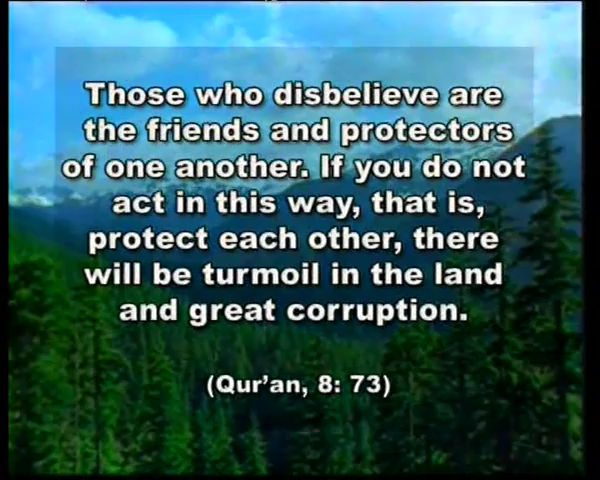 Those who disbelieve are
the friends and protectors
of one another. If you do not
act in this way, that is,
protect each other, there
will be turmoil in the land
and great corruption.
(Qur'an, 8: 73)